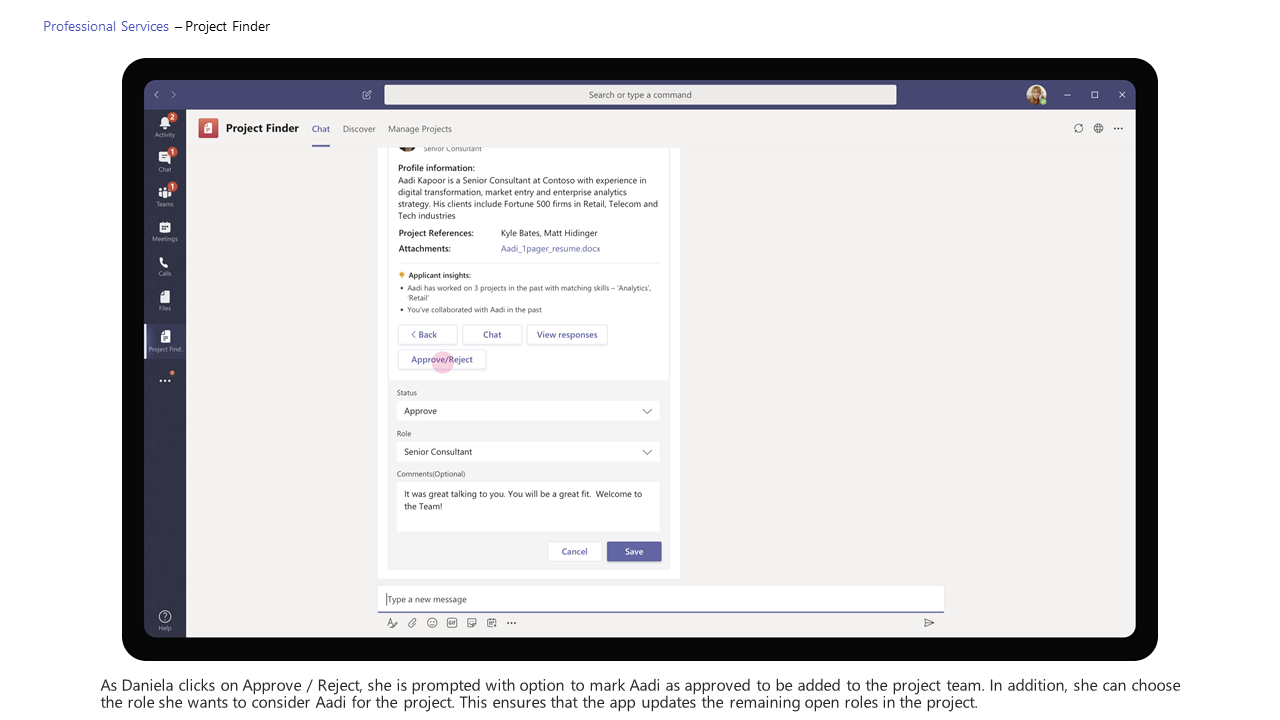 Professional Services – Project Finder
Search or type a command
2
Activity
Project Finder Chat Discover Manage Projects
1
Chat
Senior Consultant
Profile information:
Aadi Kapoor is a Senior Consultant at Contoso with experience in
digital transformation, market entry and enterprise analytics
strategy. His clients include Fortune 500 firms in Retail, Telecom and
Tech industries
1
Teams
Meetings
Project References: Kyle Bates, Matt Hidinger
Attachments: Aadi_1pager_resume.docx
Calls
Applicant insights:
• Aadi has worked on 3 projects in the past with matching skills – 'Analytics',
'Retail'
• You've collaborated with Aadi in the past
Files
< Back Chat View responses
Project Find..
Approve/Reject
Status
Approve
Role
Senior Consultant
Comments(Optional)
It was great talking to you. You will be a great fit. Welcome to
the Team!
Cancel Save
Type a new message
GIF
Help
As Daniela clicks on Approve / Reject, she is prompted with option to mark Aadi as approved to be added to the project team. In addition, she can choose
the role she wants to consider Aadi for the project. This ensures that the app updates the remaining open roles in the project.